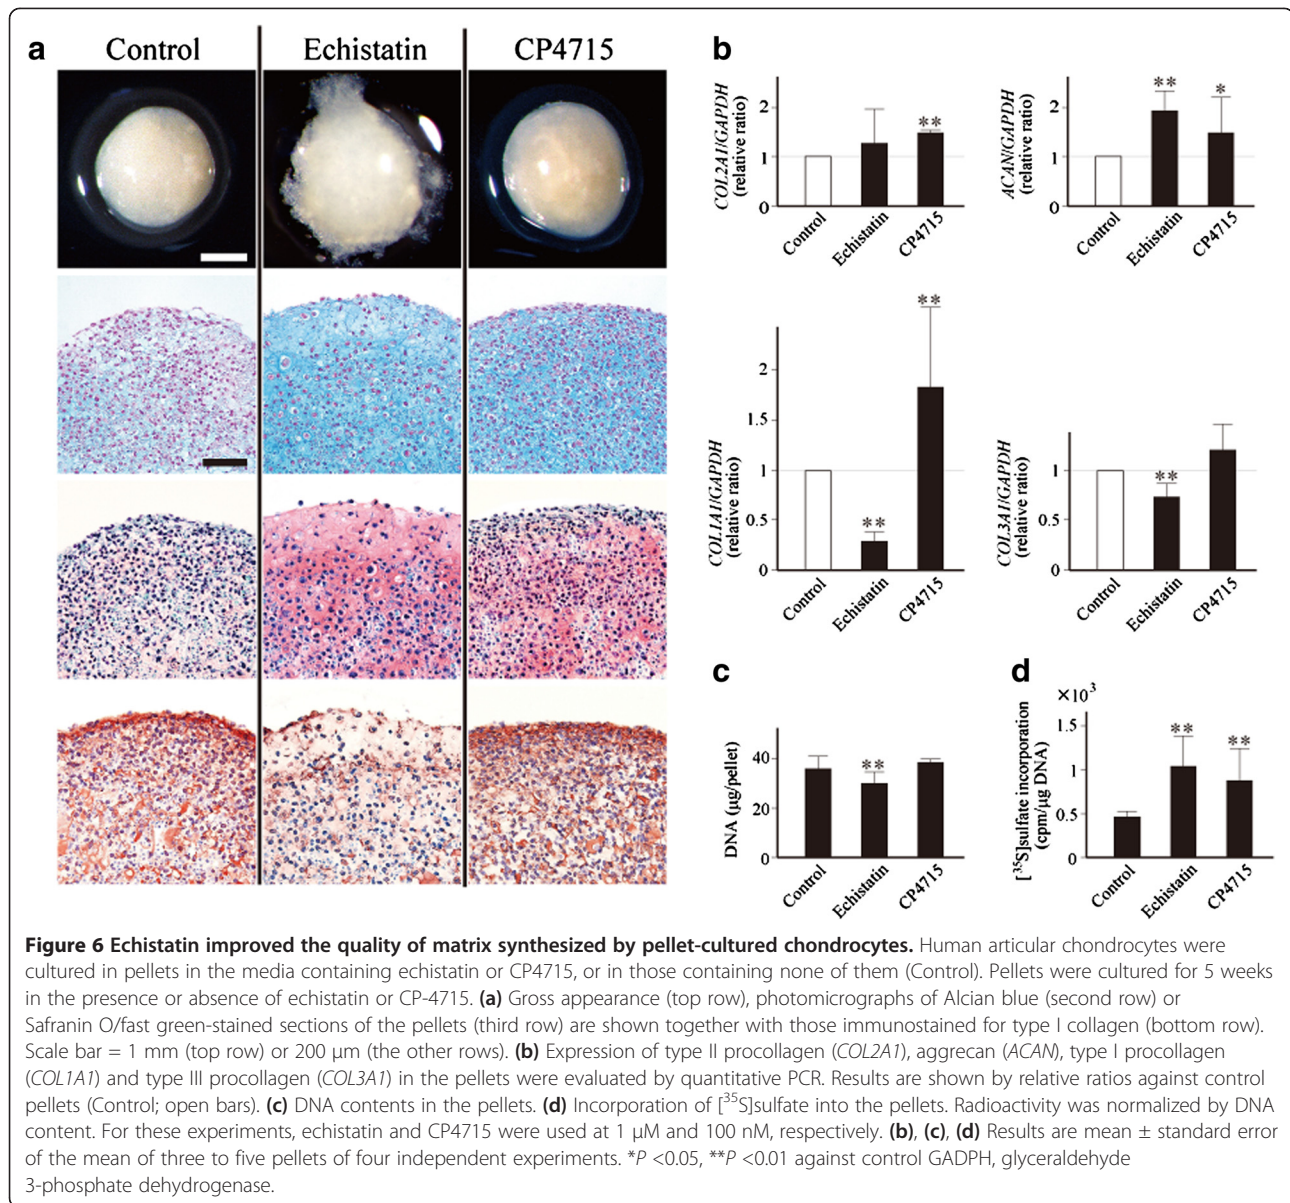 a
Control
Echistatin
CP4715
b
COL2A1/GAPDH
(relative ratio)
2
1
0
**
Control
Echistatin
CP4715
ACAN/GAPDH
(relative ratio)
2
1
0
**
*
Control
Echistatin
CP4715
COL1A1/GAPDH
(relative ratio)
2
1.5
1
0.5
0
**
**
Control
Echistatin
CP4715
COL3A1/GAPDH
(relative ratio)
1
0.5
0
**
Control
Echistatin
CP4715
c
DNA (µg/pellet)
40
20
0
**
Control
Echistatin
CP4715
d
×10³
[³⁵S]sulfate incorporation
(cpm/µg DNA)
1.5
1
0.5
0
**
**
Control
Echistatin
CP4715
Figure 6 Echistatin improved the quality of matrix synthesized by pellet-cultured chondrocytes. Human articular chondrocytes were
cultured in pellets in the media containing echistatin or CP4715, or in those containing none of them (Control). Pellets were cultured for 5 weeks
in the presence or absence of echistatin or CP-4715. (a) Gross appearance (top row), photomicrographs of Alcian blue (second row) or
Safranin O/fast green-stained sections of the pellets (third row) are shown together with those immunostained for type I collagen (bottom row).
Scale bar = 1 mm (top row) or 200 µm (the other rows). (b) Expression of type II procollagen (COL2A1), aggrecan (ACAN), type I procollagen
(COL1A1) and type III procollagen (COL3A1) in the pellets were evaluated by quantitative PCR. Results are shown by relative ratios against control
pellets (Control; open bars). (c) DNA contents in the pellets. (d) Incorporation of [³⁵S]sulfate into the pellets. Radioactivity was normalized by DNA
content. For these experiments, echistatin and CP4715 were used at 1 µM and 100 nM, respectively. (b), (c), (d) Results are mean ± standard error
of the mean of three to five pellets of four independent experiments. *P <0.05, **P <0.01 against control GADPH, glyceraldehyde
3-phosphate dehydrogenase.